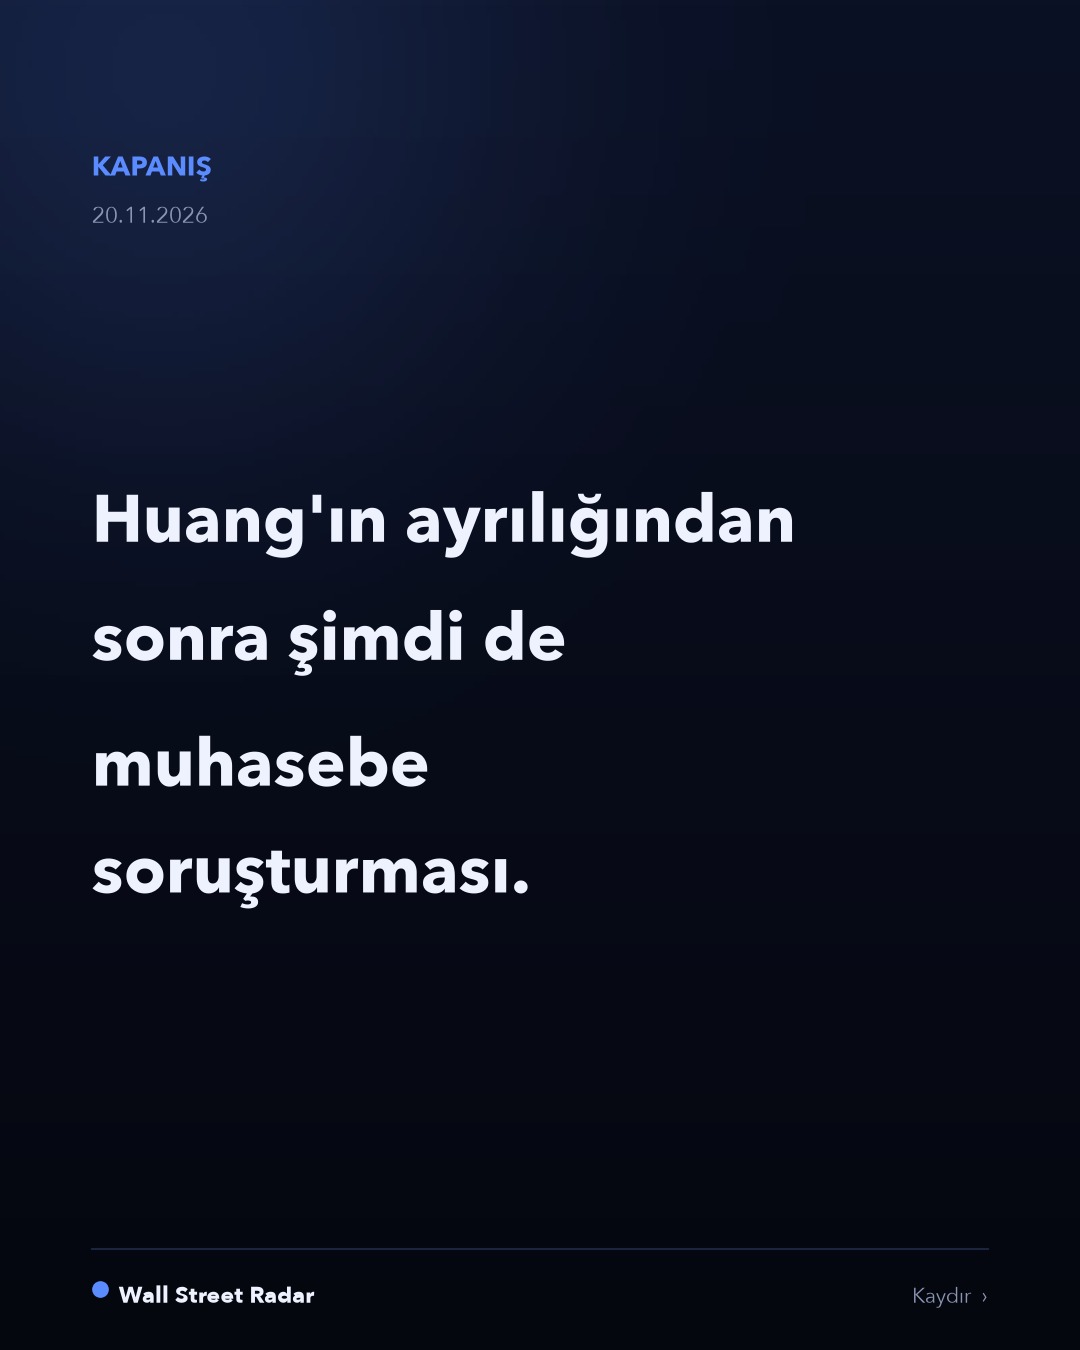 KAPANIŞ
20.11.2026
Huang'ın ayrılığından
sonra şimdi de
muhasebe
soruşturması.
Wall Street Radar
Kaydır ›